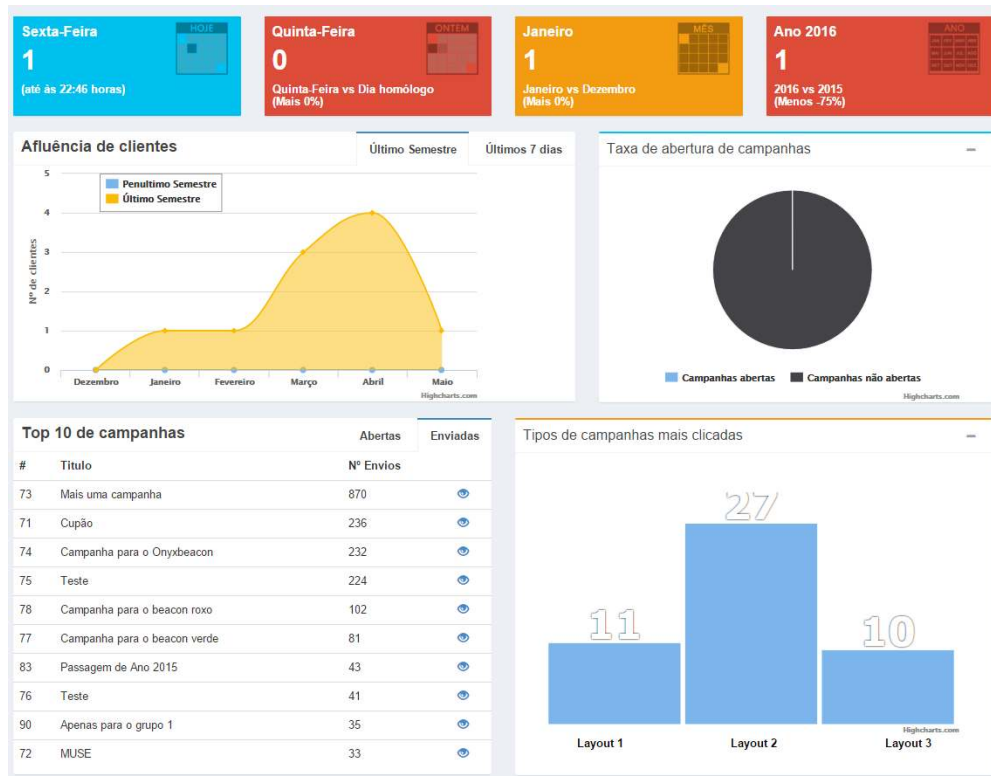 Sexta-Feira
HOJE
1
(até às 22:46 horas)
Quinta-Feira
ONTEM
0
Quinta-Feira vs Dia homólogo
(Mais 0%)
Janeiro
MÊS
1
Janeiro vs Dezembro
(Mais 0%)
Ano 2016
ANO
1
2016 vs 2015
(Menos -75%)
Afluência de clientes
Último Semestre
Últimos 7 dias
5
4
3
2
1
0
Nº de clientes
Penultimo Semestre
Último Semestre
Dezembro Janeiro Fevereiro Março Abril Maio
Highcharts.com
Taxa de abertura de campanhas
Campanhas abertas Campanhas não abertas
Highcharts.com
Top 10 de campanhas
Abertas
Enviadas
# Titulo Nº Envios
73 Mais uma campanha 870
71 Cupão 236
74 Campanha para o Onyxbeacon 232
75 Teste 224
78 Campanha para o beacon roxo 102
77 Campanha para o beacon verde 81
83 Passagem de Ano 2015 43
76 Teste 41
90 Apenas para o grupo 1 35
72 MUSE 33
Tipos de campanhas mais clicadas
11
27
10
Highcharts.com
Layout 1 Layout 2 Layout 3